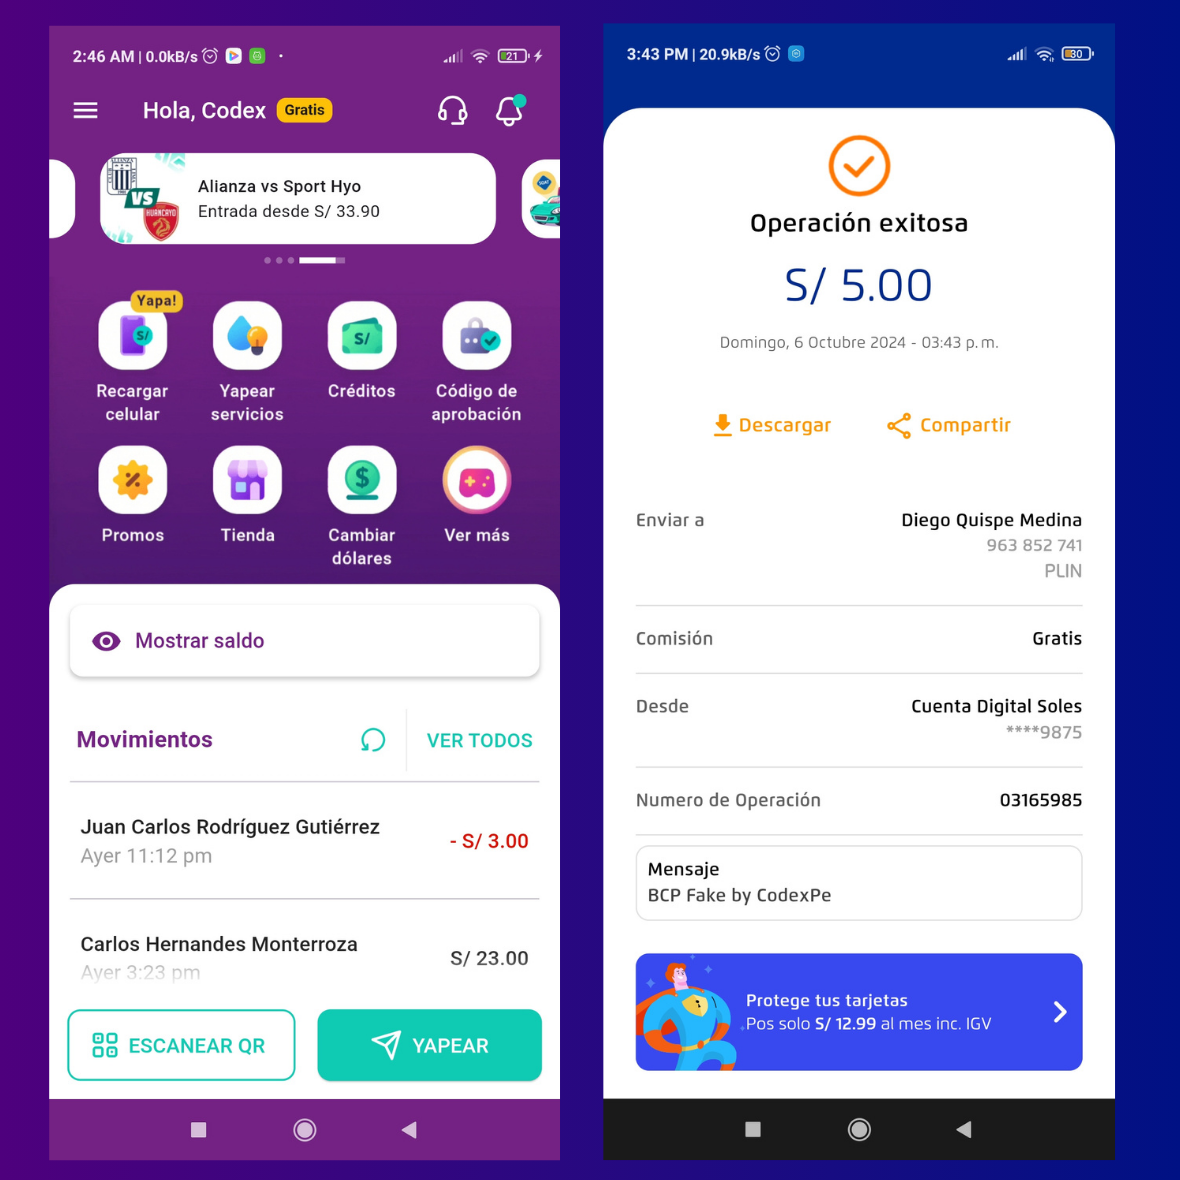 2:46 AM | 0.0kB/s
21
Hola, Codex
Gratis
VS
HUANCAYO
Alianza vs Sport Hyo
Entrada desde S/ 33.90
Yapa!
S/
S/
Recargar
celular
Yapear
servicios
Créditos
Código de
aprobación
%
$
Promos
Tienda
Cambiar
dólares
Ver más
Mostrar saldo
Movimientos
VER TODOS
Juan Carlos Rodríguez Gutiérrez
- S/ 3.00
Ayer 11:12 pm
Carlos Hernandes Monterroza
S/ 23.00
Ayer 3:23 pm
ESCANEAR QR
YAPEAR
3:43 PM | 20.9kB/s
30
Operación exitosa
S/ 5.00
Domingo, 6 Octubre 2024 - 03:43 p. m.
Descargar
Compartir
Enviar a
Diego Quispe Medina
963 852 741
PLIN
Comisión
Gratis
Desde
Cuenta Digital Soles
****9875
Numero de Operación
03165985
Mensaje
BCP Fake by CodexPe
Protege tus tarjetas
Pos solo S/ 12.99 al mes inc. IGV